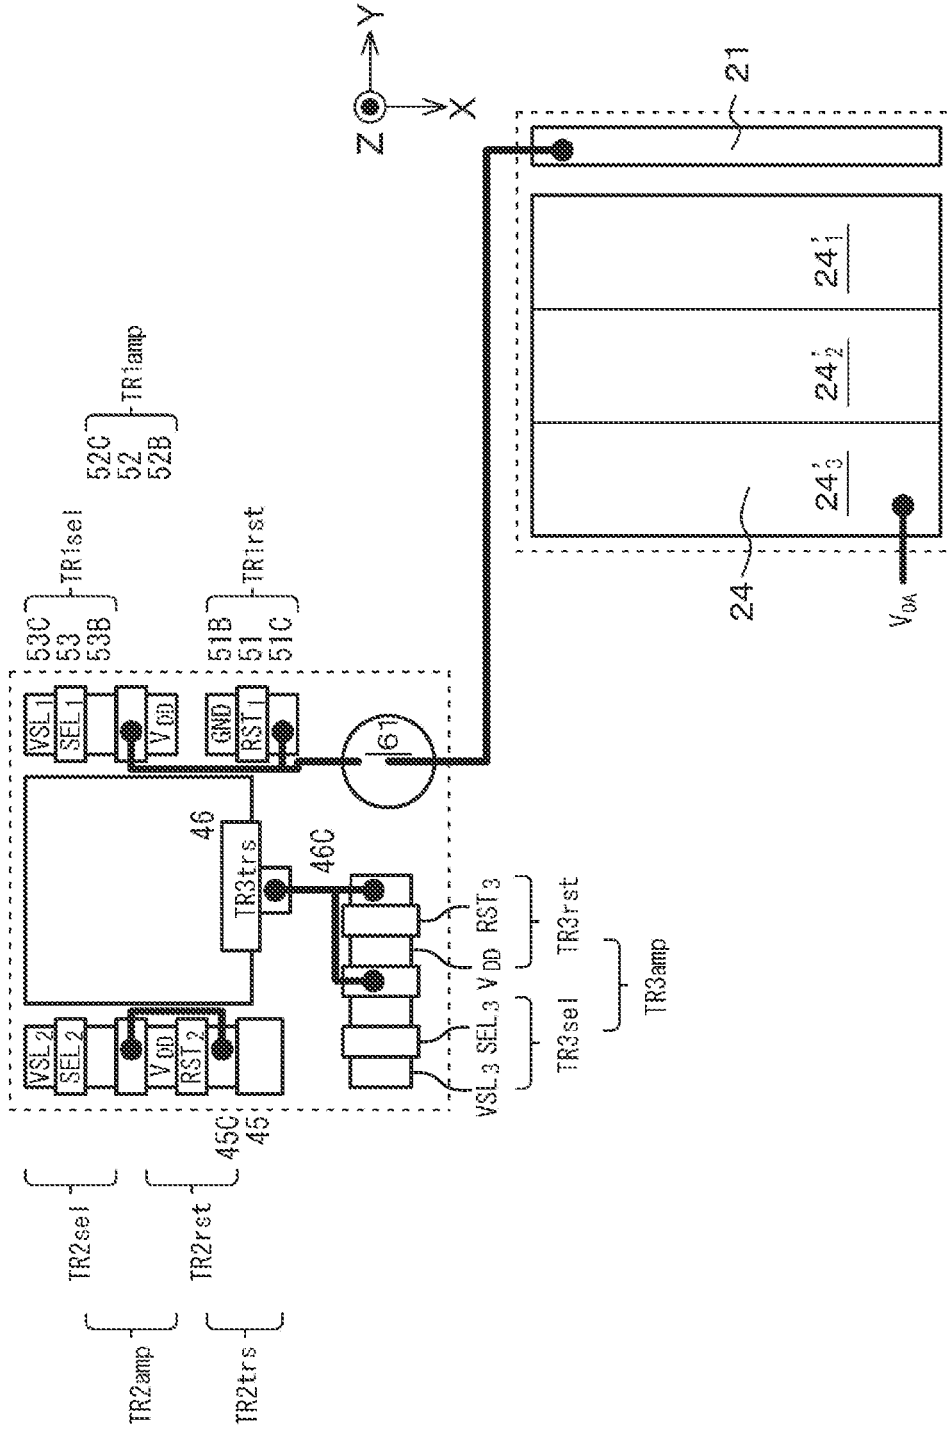 TR2amp
TR2trs
TR2sel
TR2rst
45C
45
VSL2
SEL2
VDD
RST2
TR3trs
46
46C
VSL1
SEL1
VDD
GND
RST1
61
53C
53
53B
TR1sel
51B
51
51C
TR1rst
52C
52
52B
TR1amp
VSL3
SEL3
VDD
RST3
TR3sel
TR3rst
TR3amp
Z
Y
X
VOA
24
24'3
24'2
24'1
21